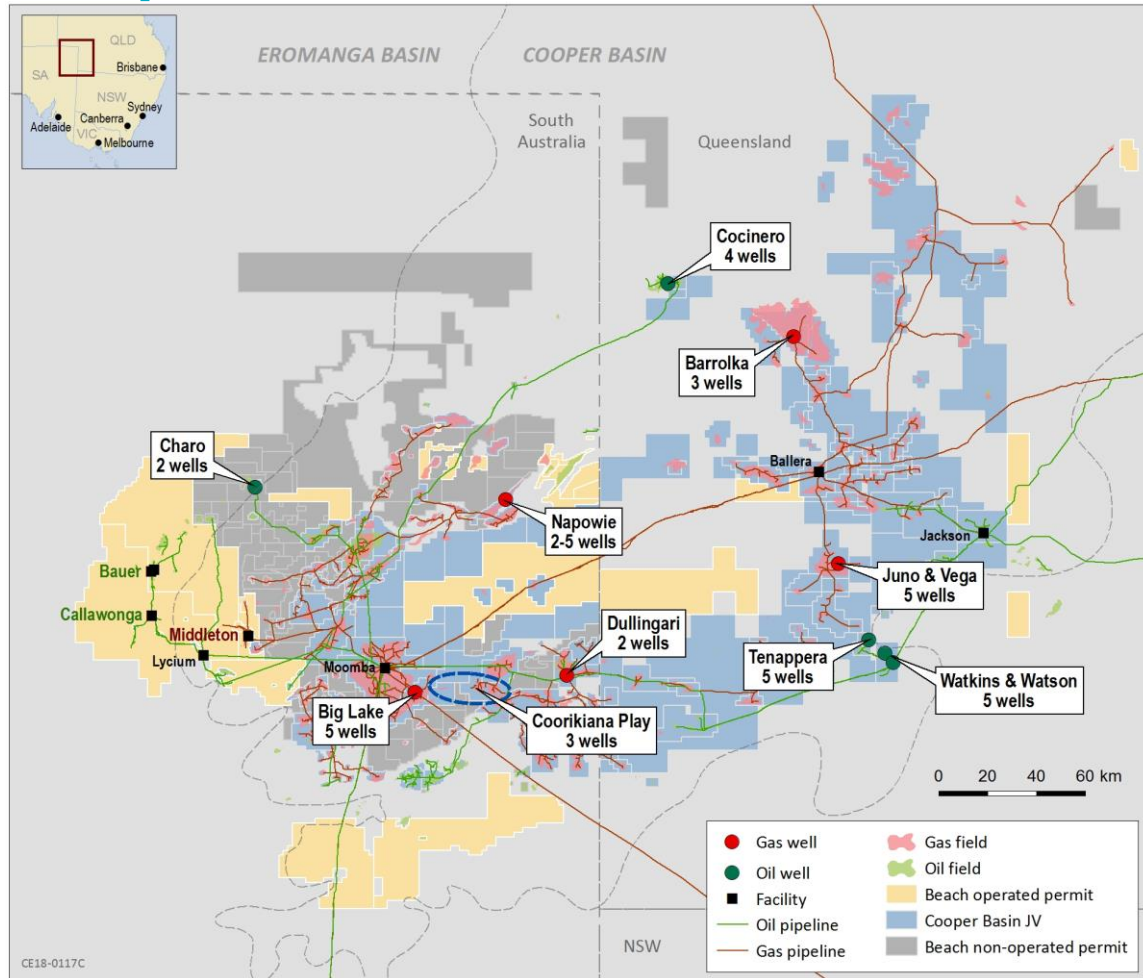 QLD
SA
Brisbane
NSW
Sydney
Canberra
Adelaide
VIC
Melbourne
EROMANGA BASIN
COOPER BASIN
South
Australia
Queensland
Cocinero
4 wells
Barrolka
3 wells
Charo
2 wells
Ballera
Napowie
2-5 wells
Jackson
Bauer
Juno & Vega
5 wells
Callawonga
Middleton
Dullingari
2 wells
Lycium
Moomba
Tenappera
5 wells
Watkins & Watson
5 wells
Big Lake
5 wells
Coorikiana Play
3 wells
0 20 40 60 km
Gas well
Oil well
Facility
Oil pipeline
Gas pipeline
Gas field
Oil field
Beach operated permit
Cooper Basin JV
Beach non-operated permit
NSW
CE18-0117C